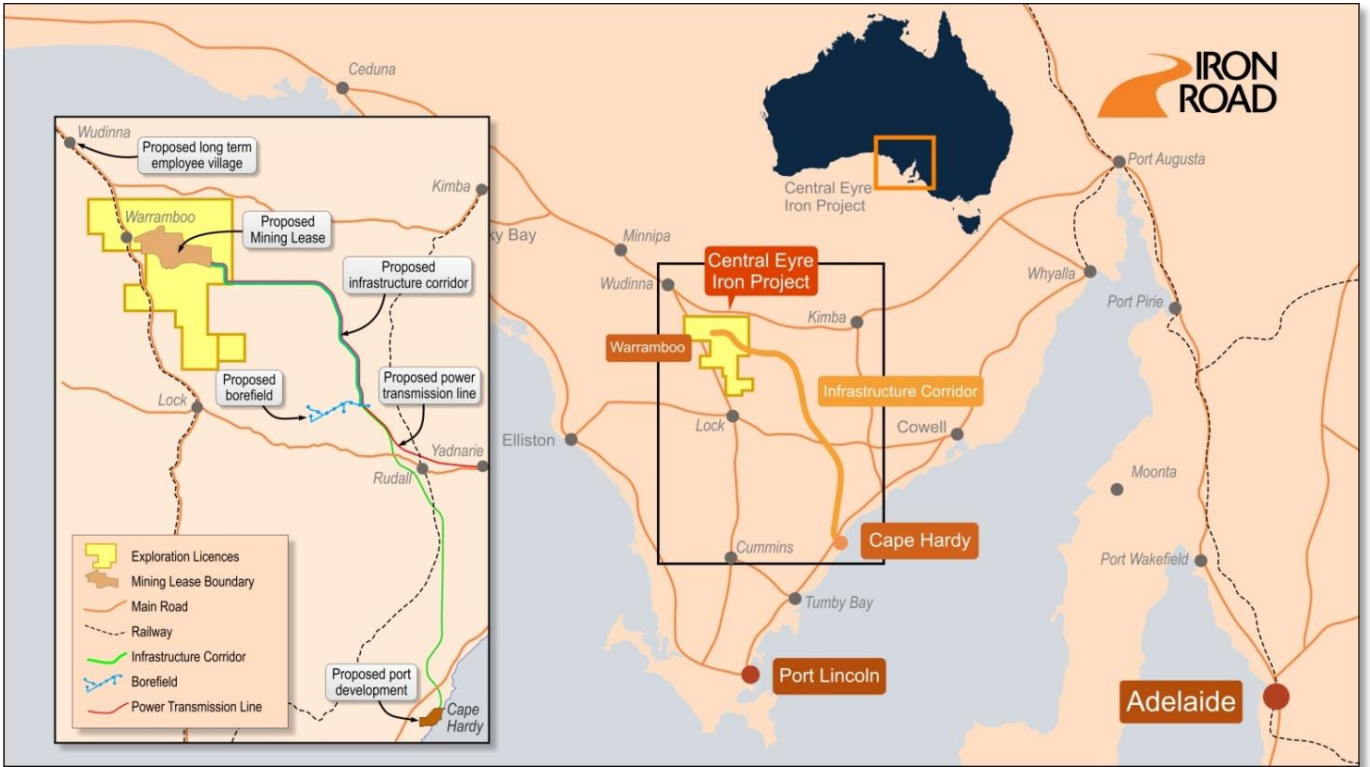 Ceduna
IRON
ROAD
Wudinna
Proposed long term
employee village
Kimba
Warramboo
Proposed
Mining Lease
Proposed
infrastructure corridor
Proposed
borefield
Proposed power
transmission line
Lock
Yadnarie
Rudall
Exploration Licences
Mining Lease Boundary
Main Road
Railway
Infrastructure Corridor
Borefield
Power Transmission Line
Proposed port
development
Cape
Hardy
Central Eyre
Iron Project
Port Augusta
ky Bay
Minnipa
Central Eyre
Iron Project
Wudinna
Whyalla
Port Pirie
Kimba
Warramboo
Infrastructure Corridor
Lock
Cowell
Elliston
Moonta
Cape Hardy
Cummins
Port Wakefield
Tumby Bay
Port Lincoln
Adelaide